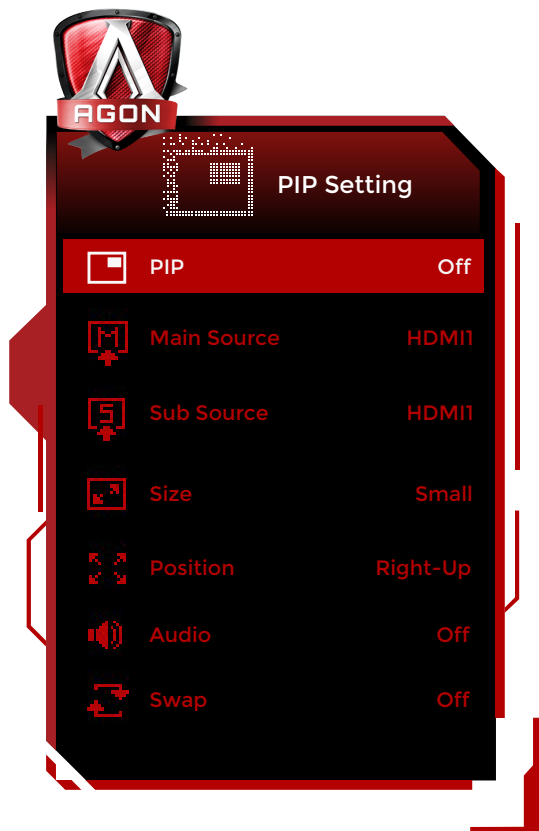 AGON
PIP Setting
PIP Off
M Main Source HDMI1
S Sub Source HDMI1
Size Small
Position Right-Up
Audio Off
Swap Off